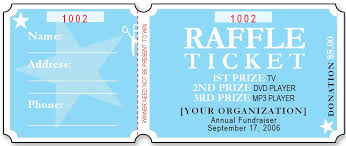 1002
Name:
Address:
Phone:
WINNER NEED NOT BE PRESENT TO WIN
1002
RAFFLE
TICKET
1ST PRIZE TV
2ND PRIZE DVD PLAYER
3RD PRIZE MP3 PLAYER
[YOUR ORGANIZATION]
Annual Fundraiser
September 17, 2006
DONATION $5.00